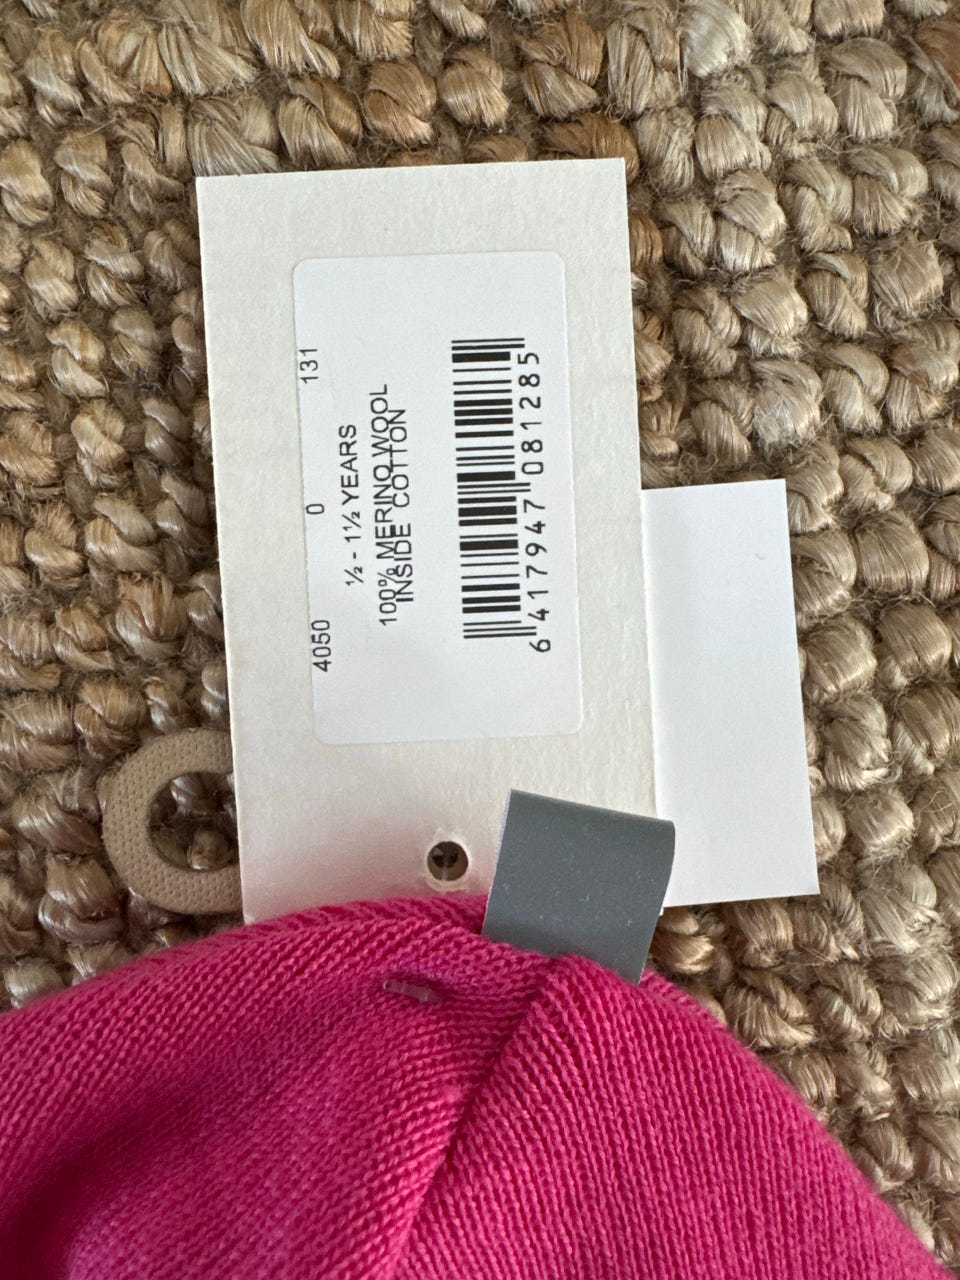 4050 0 131
½ - 1½ YEARS
100% MERINO WOOL
INSIDE COTTON
6 417947 081285